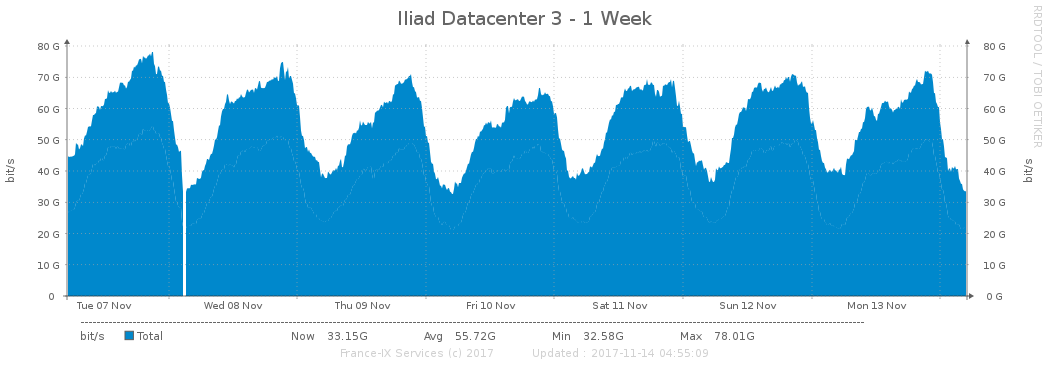 Iliad Datacenter 3 - 1 Week
RRDTOOL / TOBI OETIKER
80 G 80 G
70 G 70 G
60 G 60 G
50 G 50 G
40 G 40 G
30 G 30 G
20 G 20 G
10 G 10 G
0 0 G
bit/s bit/s
Tue 07 Nov Wed 08 Nov Thu 09 Nov Fri 10 Nov Sat 11 Nov Sun 12 Nov Mon 13 Nov
bit/s Total Now 33.15G Avg 55.72G Min 32.58G Max 78.01G
France-IX Services (c) 2017 Updated : 2017-11-14 04:55:09